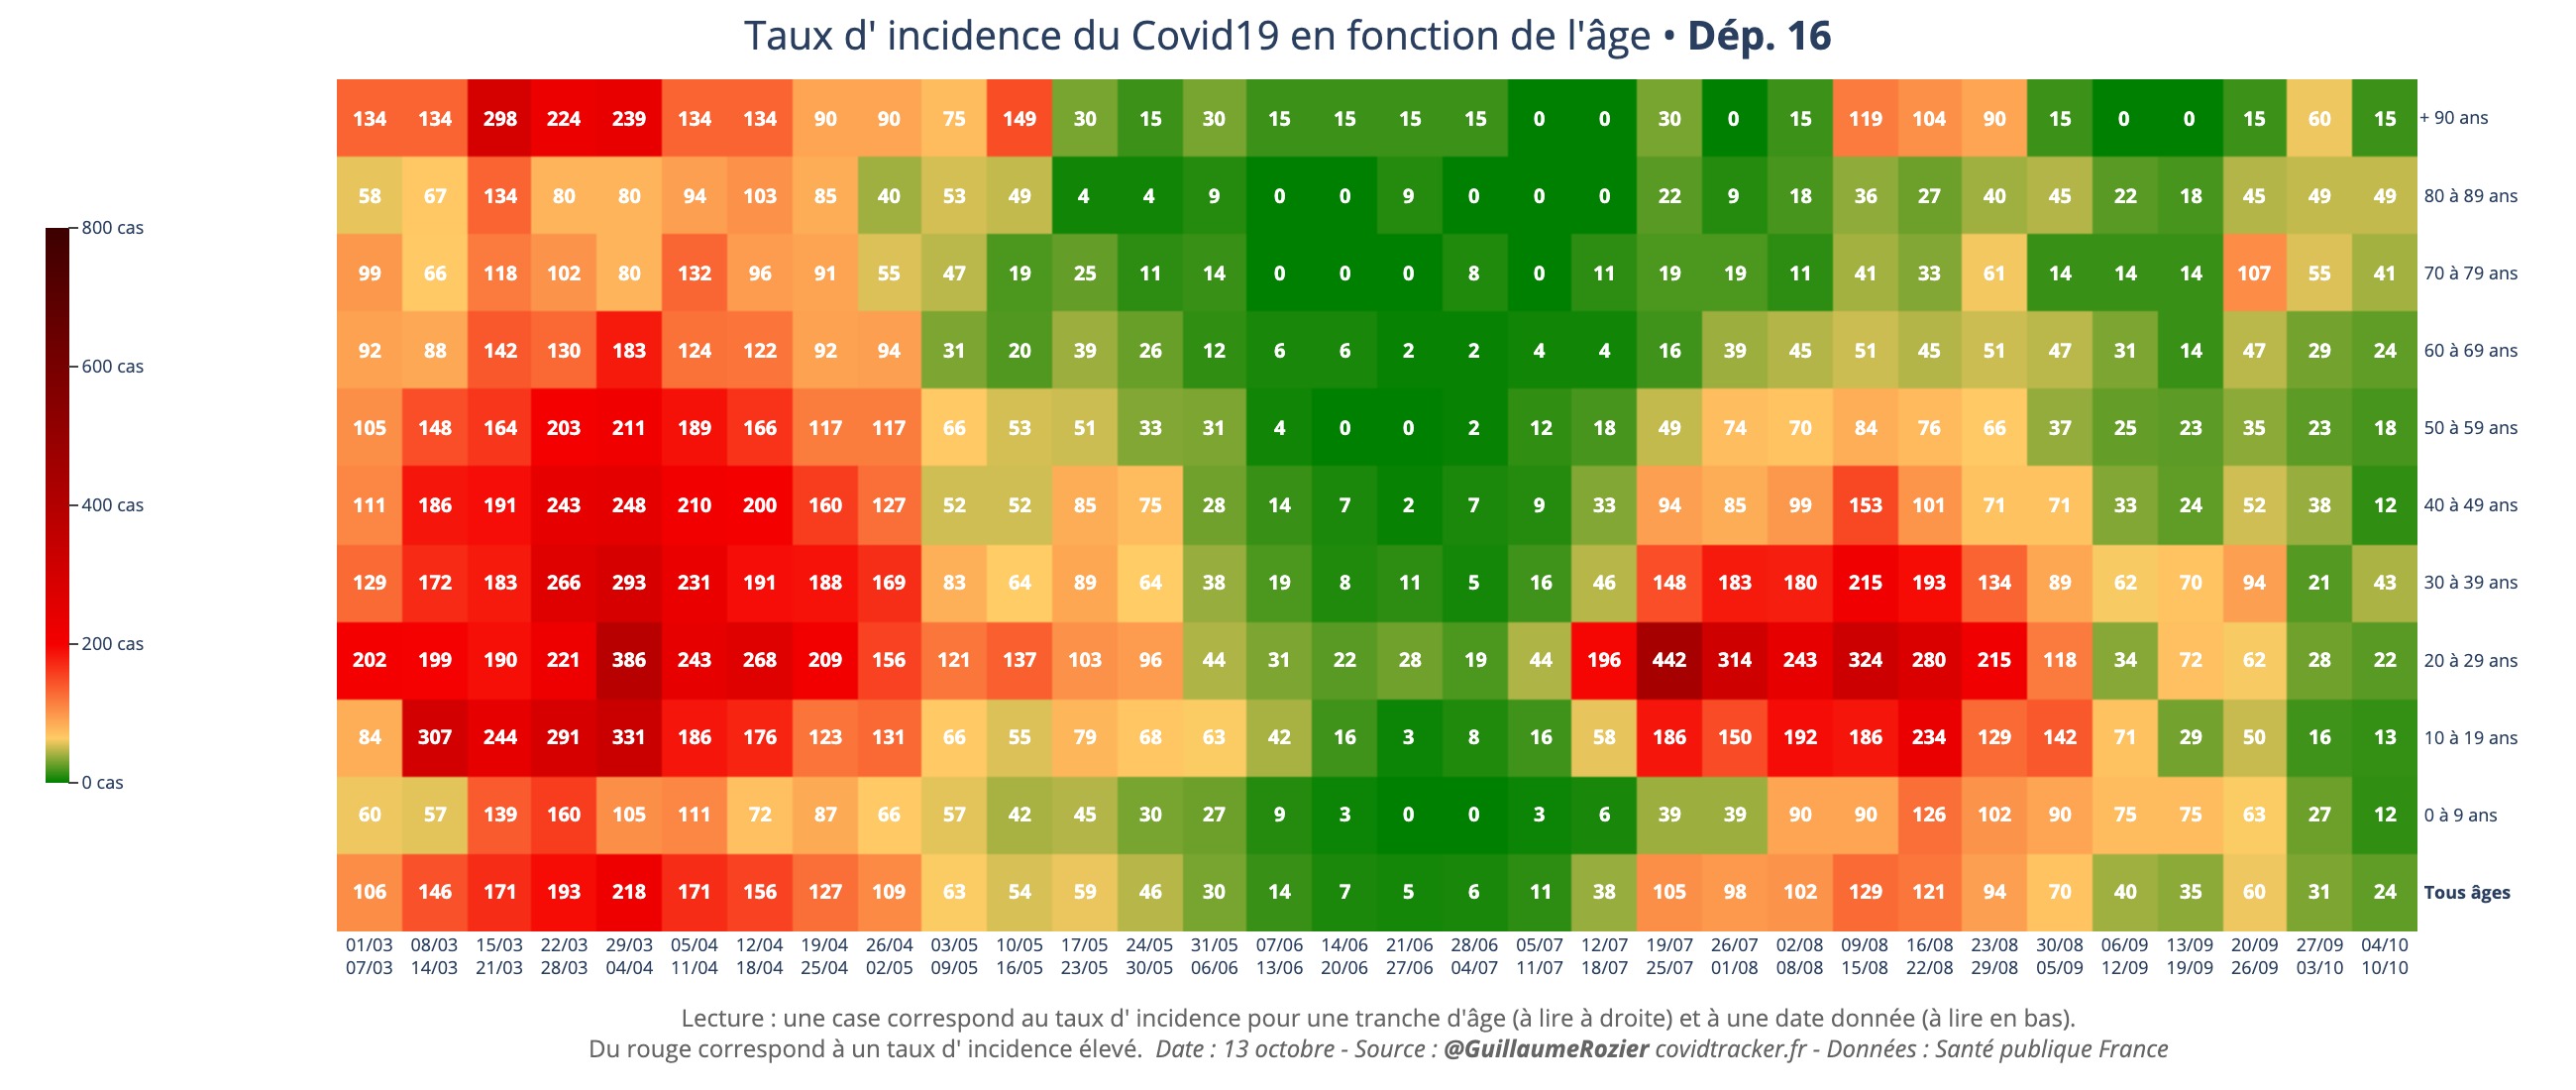 Taux d' incidence du Covid19 en fonction de l'âge • Dép. 16
800 cas
600 cas
400 cas
200 cas
0 cas
134 134 298 224 239 134 134 90 90 75 149 30 15 30 15 15 15 15 0 0 30 0 15 119 104 90 15 0 0 15 60 15 + 90 ans
58 67 134 80 80 94 103 85 40 53 49 4 4 9 0 0 9 0 0 0 22 9 18 36 27 40 45 22 18 45 49 49 80 à 89 ans
99 66 118 102 80 132 96 91 55 47 19 25 11 14 0 0 0 8 0 11 19 19 11 41 33 61 14 14 14 107 55 41 70 à 79 ans
92 88 142 130 183 124 122 92 94 31 20 39 26 12 6 6 2 2 4 4 16 39 45 51 45 51 47 31 14 47 29 24 60 à 69 ans
105 148 164 203 211 189 166 117 117 66 53 51 33 31 4 0 0 2 12 18 49 74 70 84 76 66 37 25 23 35 23 18 50 à 59 ans
111 186 191 243 248 210 200 160 127 52 52 85 75 28 14 7 2 7 9 33 94 85 99 153 101 71 71 33 24 52 38 12 40 à 49 ans
129 172 183 266 293 231 191 188 169 83 64 89 64 38 19 8 11 5 16 46 148 183 180 215 193 134 89 62 70 94 21 43 30 à 39 ans
202 199 190 221 386 243 268 209 156 121 137 103 96 44 31 22 28 19 44 196 442 314 243 324 280 215 118 34 72 62 28 22 20 à 29 ans
84 307 244 291 331 186 176 123 131 66 55 79 68 63 42 16 3 8 16 58 186 150 192 186 234 129 142 71 29 50 16 13 10 à 19 ans
60 57 139 160 105 111 72 87 66 57 42 45 30 27 9 3 0 0 3 6 39 39 90 90 126 102 90 75 75 63 27 12 0 à 9 ans
106 146 171 193 218 171 156 127 109 63 54 59 46 30 14 7 5 6 11 38 105 98 102 129 121 94 70 40 35 60 31 24 Tous âges
01/03 08/03 15/03 22/03 29/03 05/04 12/04 19/04 26/04 03/05 10/05 17/05 24/05 31/05 07/06 14/06 21/06 28/06 05/07 12/07 19/07 26/07 02/08 09/08 16/08 23/08 30/08 06/09 13/09 20/09 27/09 04/10
07/03 14/03 21/03 28/03 04/04 11/04 18/04 25/04 02/05 09/05 16/05 23/05 30/05 06/06 13/06 20/06 27/06 04/07 11/07 18/07 25/07 01/08 08/08 15/08 22/08 29/08 05/09 12/09 19/09 26/09 03/10 10/10
Lecture : une case correspond au taux d' incidence pour une tranche d'âge (à lire à droite) et à une date donnée (à lire en bas).
Du rouge correspond à un taux d' incidence élevé. Date : 13 octobre - Source : @GuillaumeRozier covidtracker.fr - Données : Santé publique France